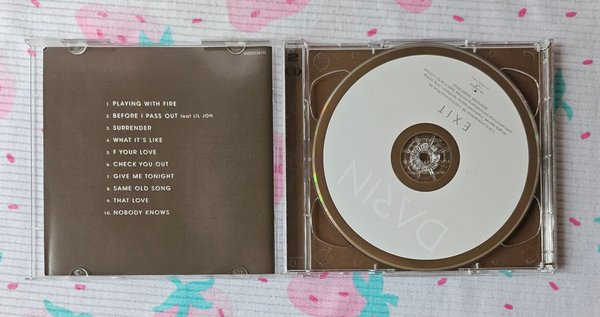 1. PLAYING WITH FIRE
2. BEFORE I PASS OUT feat LIL JON
3. SURRENDER
4. WHAT IT'S LIKE
5. F YOUR LOVE
6. CHECK YOU OUT
7. GIVE ME TONIGHT
8. SAME OLD SONG
9. THAT LOVE
10. NOBODY KNOWS
2
CD
EXIT
DARIN